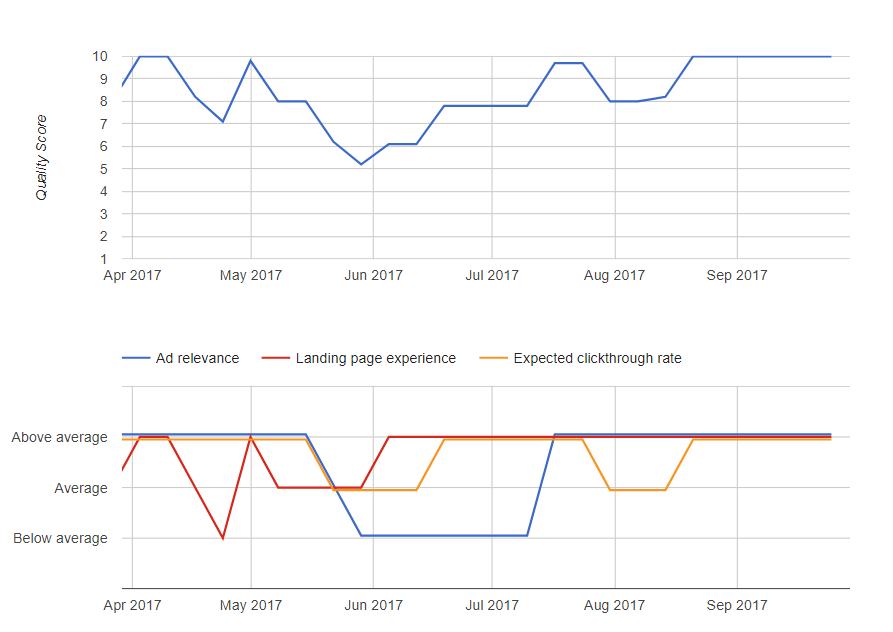 10
9
8
7
6
5
4
3
2
1
Quality Score
Apr 2017 May 2017 Jun 2017 Jul 2017 Aug 2017 Sep 2017
Ad relevance Landing page experience Expected clickthrough rate
Above average
Average
Below average
Apr 2017 May 2017 Jun 2017 Jul 2017 Aug 2017 Sep 2017